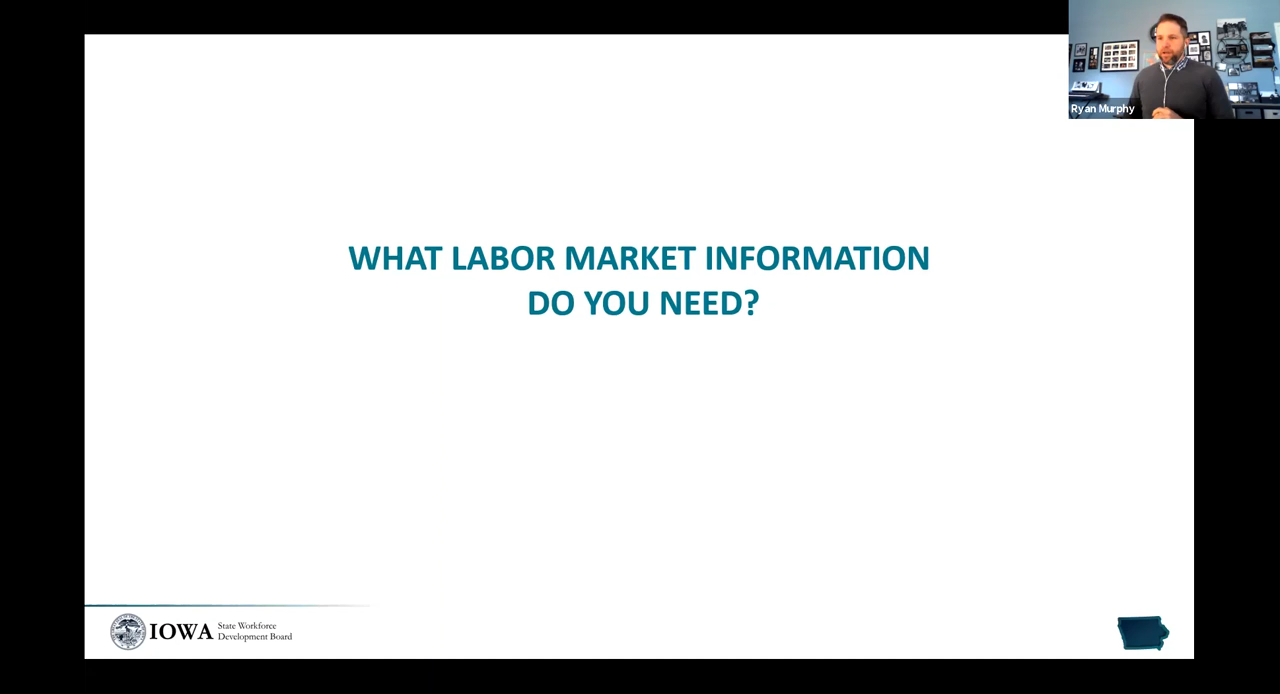 Ryan Murphy
WHAT LABOR MARKET INFORMATION
DO YOU NEED?
IOWA
State Workforce
Development Board